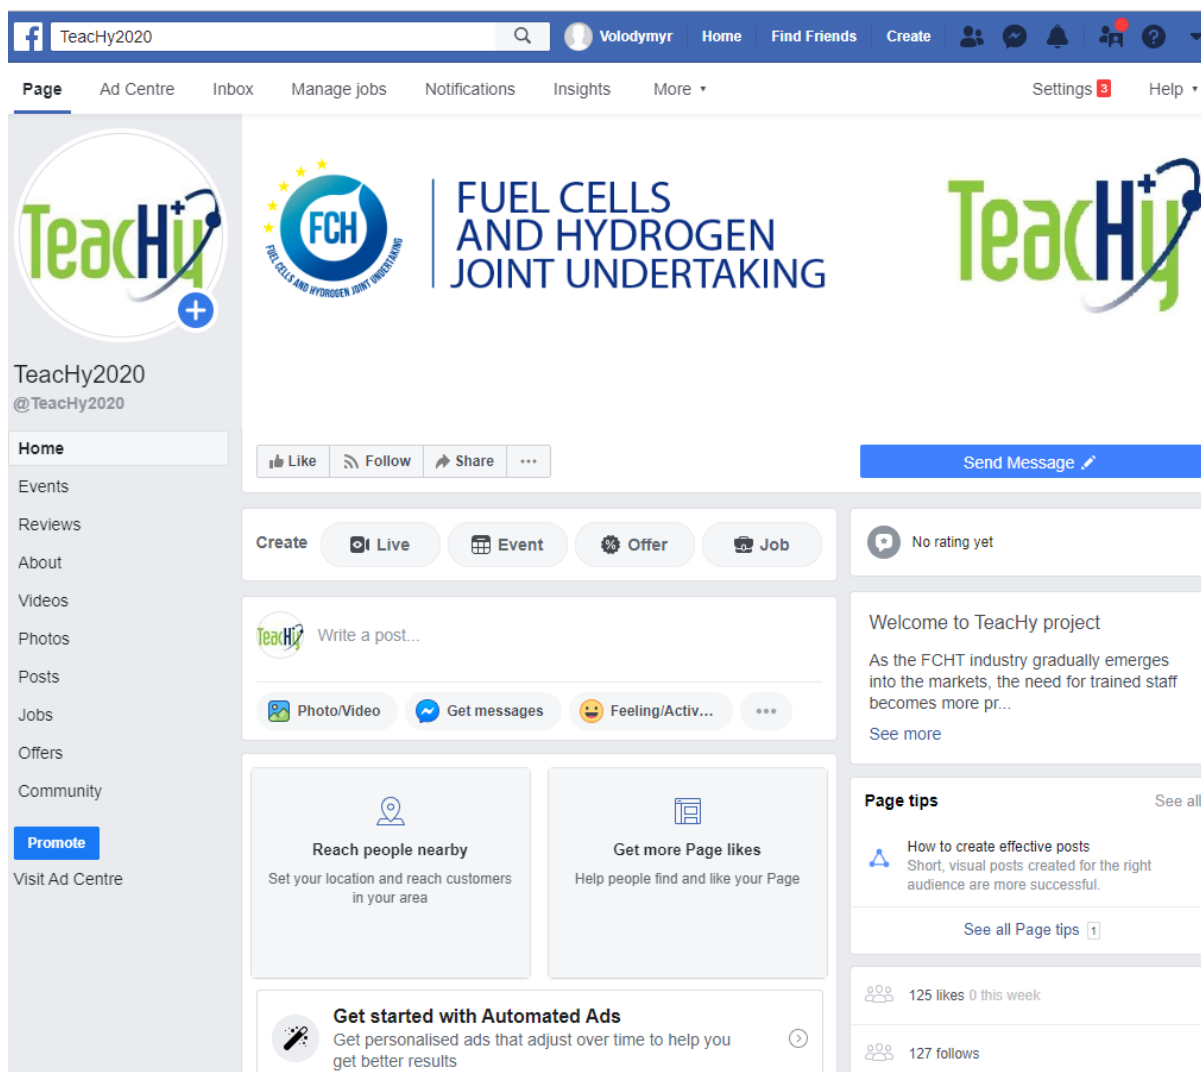 TeacHy2020
Volodymyr Home Find Friends Create
Page Ad Centre Inbox Manage jobs Notifications Insights More Settings 3 Help
TeacHy
TeacHy2020
@TeacHy2020
Home
Events
Reviews
About
Videos
Photos
Posts
Jobs
Offers
Community
Promote
Visit Ad Centre
FCH
FUEL CELLS AND HYDROGEN JOINT UNDERTAKING
FUEL CELLS
AND HYDROGEN
JOINT UNDERTAKING
TeacHy
Like Follow Share ...
Send Message
Create Live Event Offer Job
TeacHy
Write a post...
Photo/Video Get messages Feeling/Activ... ...
Reach people nearby
Set your location and reach customers
in your area
Get more Page likes
Help people find and like your Page
Get started with Automated Ads
Get personalised ads that adjust over time to help you
get better results
No rating yet
Welcome to TeacHy project
As the FCHT industry gradually emerges
into the markets, the need for trained staff
becomes more pr...
See more
Page tips See all
How to create effective posts
Short, visual posts created for the right
audience are more successful.
See all Page tips 1
125 likes 0 this week
127 follows